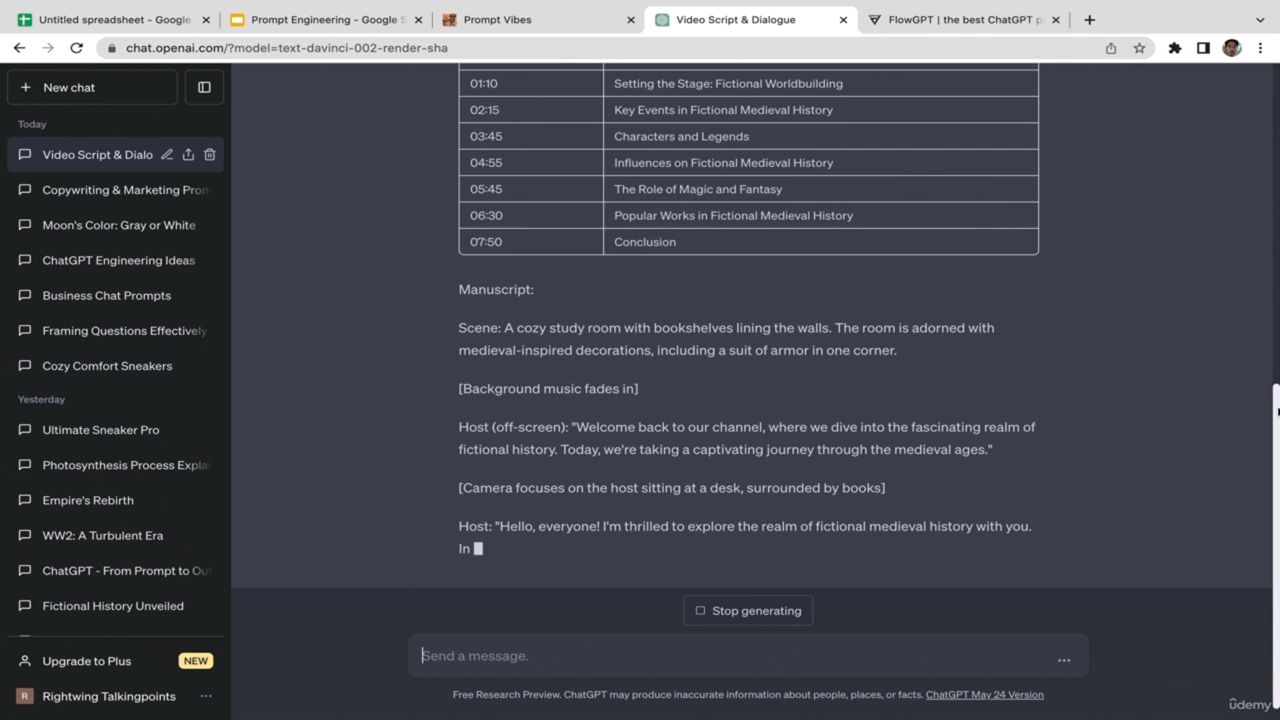 Untitled spreadsheet - Google
Prompt Engineering - Google S
Prompt Vibes
Video Script & Dialogue
FlowGPT | the best ChatGPT p
chat.openai.com/?model=text-davinci-002-render-sha
New chat
Today
Video Script & Dialo
Copywriting & Marketing Prom
Moon's Color: Gray or White
ChatGPT Engineering Ideas
Business Chat Prompts
Framing Questions Effectively
Cozy Comfort Sneakers
Yesterday
Ultimate Sneaker Pro
Photosynthesis Process Explai
Empire's Rebirth
WW2: A Turbulent Era
ChatGPT - From Prompt to Ou
Fictional History Unveiled
Upgrade to Plus NEW
R Rightwing Talkingpoints
01:10 Setting the Stage: Fictional Worldbuilding
02:15 Key Events in Fictional Medieval History
03:45 Characters and Legends
04:55 Influences on Fictional Medieval History
05:45 The Role of Magic and Fantasy
06:30 Popular Works in Fictional Medieval History
07:50 Conclusion
Manuscript:
Scene: A cozy study room with bookshelves lining the walls. The room is adorned with
medieval-inspired decorations, including a suit of armor in one corner.
[Background music fades in]
Host (off-screen): "Welcome back to our channel, where we dive into the fascinating realm of
fictional history. Today, we're taking a captivating journey through the medieval ages."
[Camera focuses on the host sitting at a desk, surrounded by books]
Host: "Hello, everyone! I'm thrilled to explore the realm of fictional medieval history with you.
In
Stop generating
Send a message.
Free Research Preview. ChatGPT may produce inaccurate information about people, places, or facts. ChatGPT May 24 Version
ûdemy